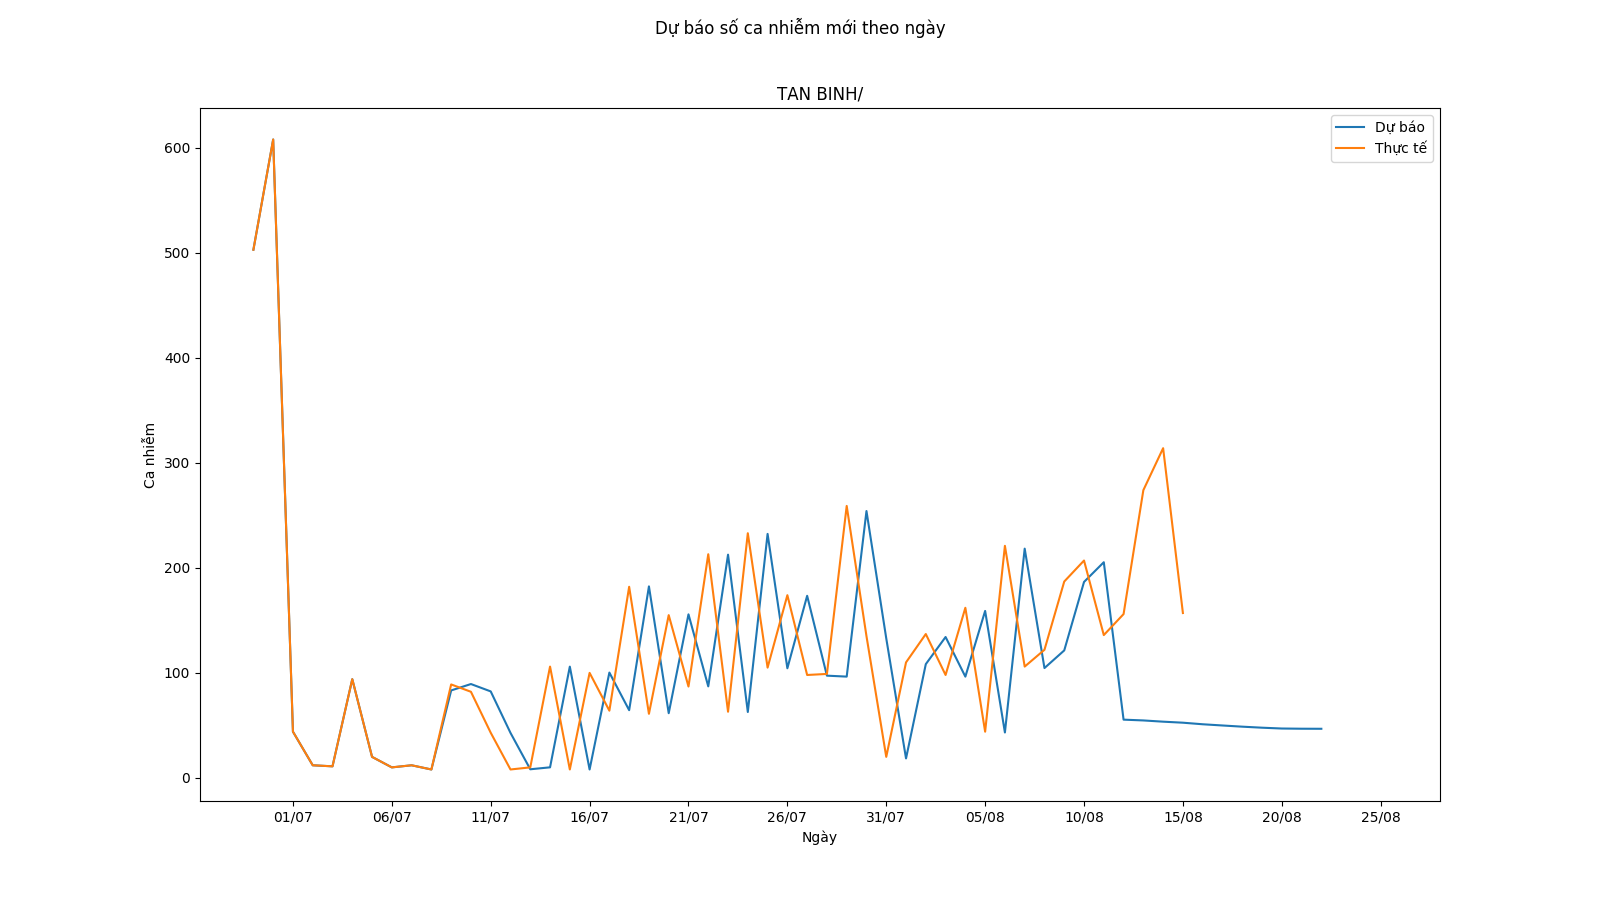 Dự báo số ca nhiễm mới theo ngày
TAN BINH/
Dự báo
Thực tế
600
500
400
300
200
100
0
Ca nhiễm
01/07 06/07 11/07 16/07 21/07 26/07 31/07 05/08 10/08 15/08 20/08 25/08
Ngày